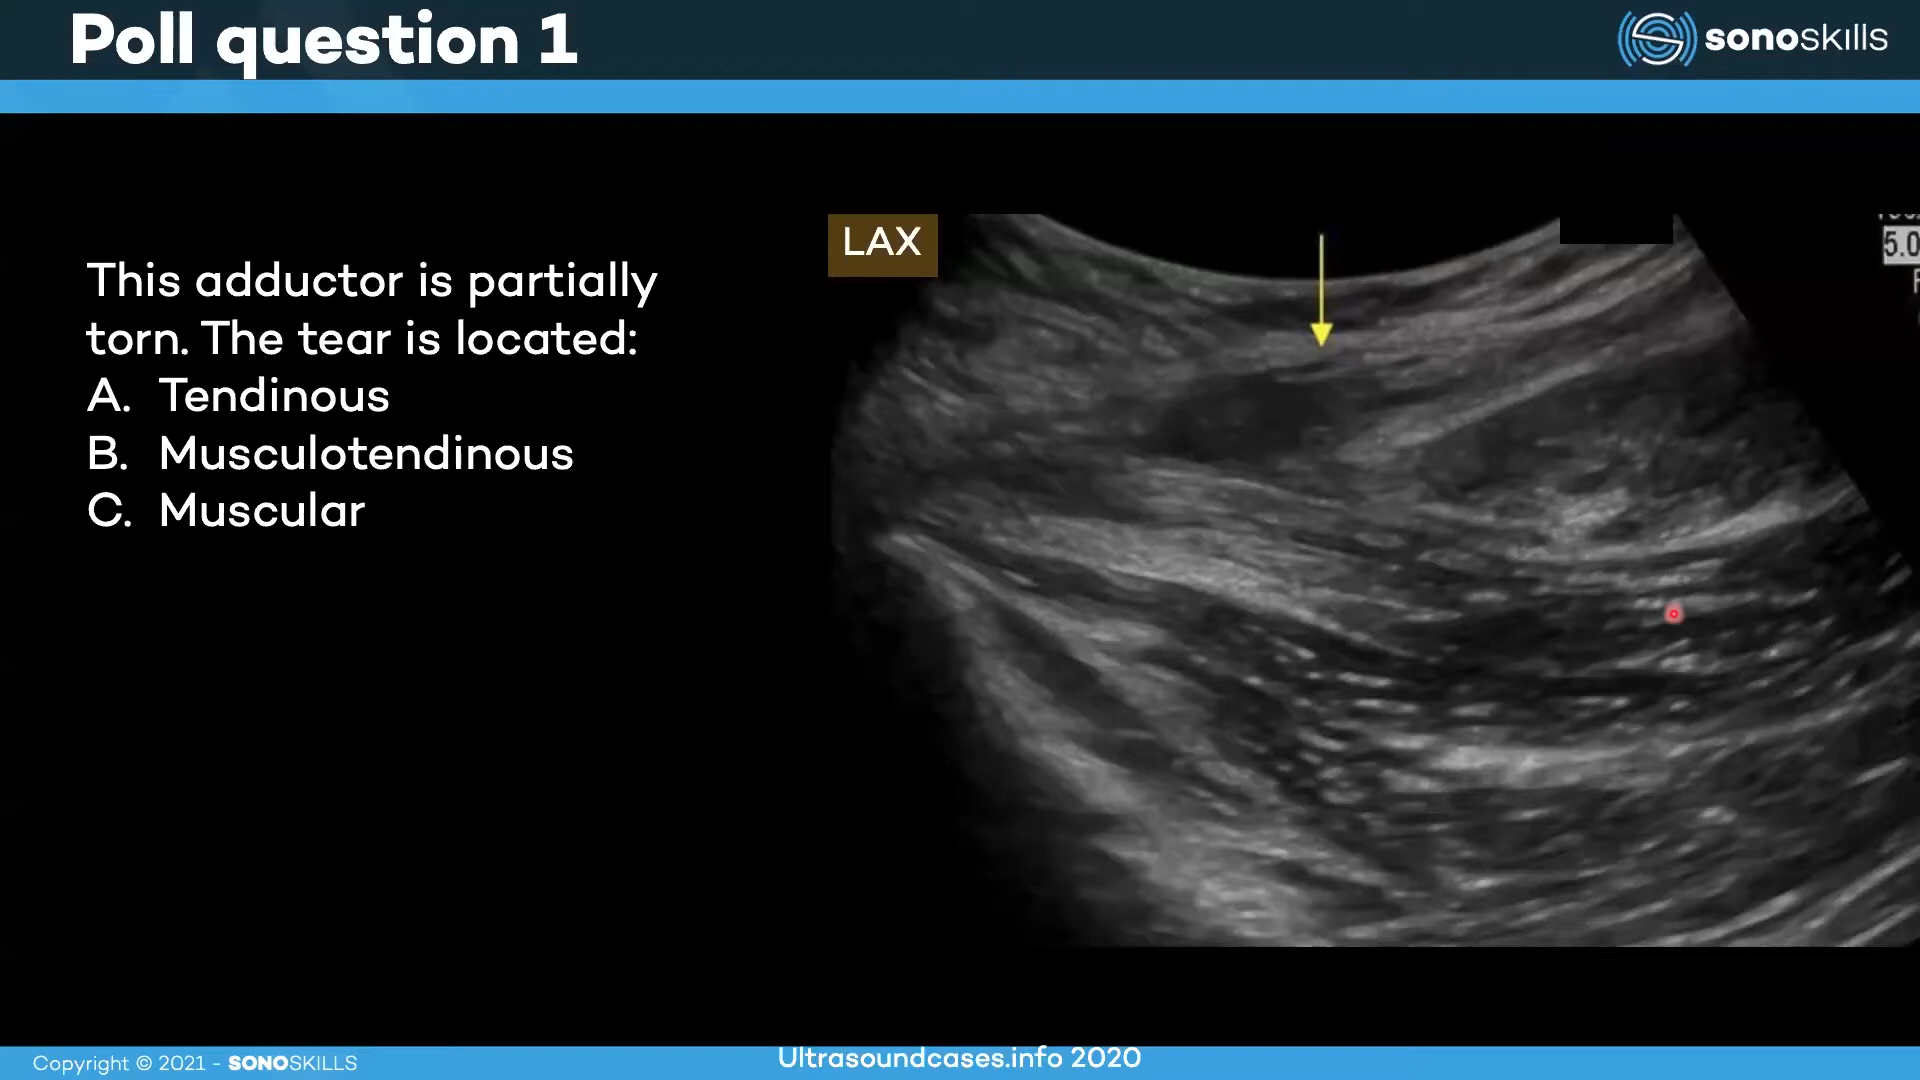 Poll question 1
sonoskills
LAX
5.0
This adductor is partially
torn. The tear is located:
A. Tendinous
B. Musculotendinous
C. Muscular
Copyright © 2021 - SONOSKILLS
Ultrasoundcases.info 2020